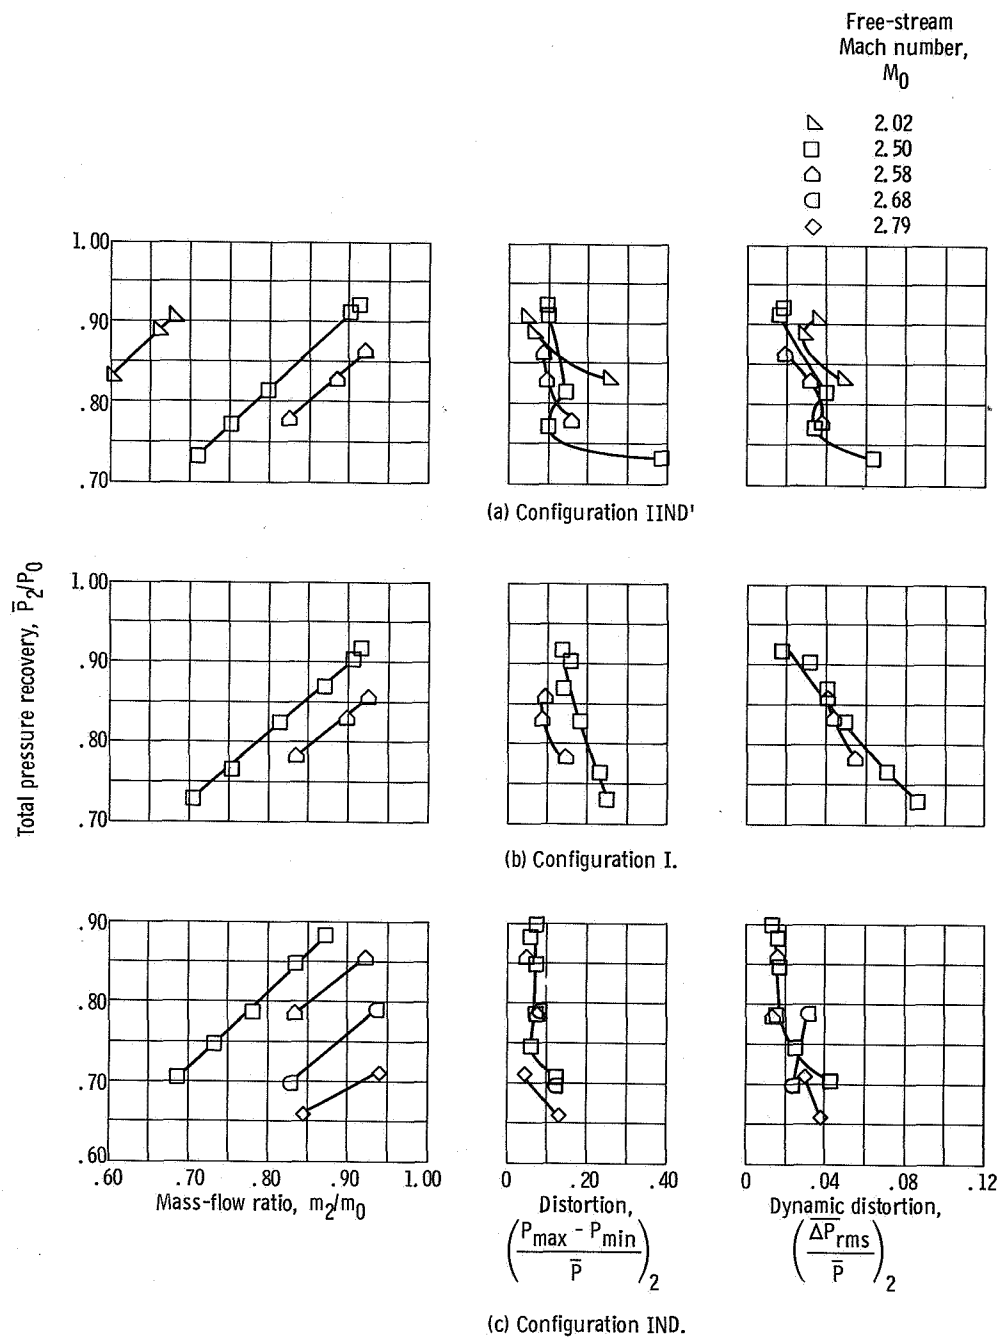 Free-stream
Mach number,
M0
2.02
2.50
2.58
2.68
2.79
1.00
.90
.80
.70
(a) Configuration IIND'
Total pressure recovery, P̅2/P0
1.00
.90
.80
.70
(b) Configuration I.
.90
.80
.70
.60
.60 .70 .80 .90 1.00
Mass-flow ratio, m2/m0
0 .20 .40
Distortion,
(Pmax - Pmin / P̅)2
0 .04 .08 .12
Dynamic distortion,
(ΔPrms / P̅)2
(c) Configuration IND.